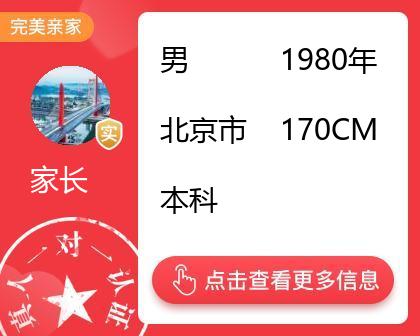 完美亲家
男 1980年
实
北京市 170CM
家长
本科
真人一对一认证
点击查看更多信息